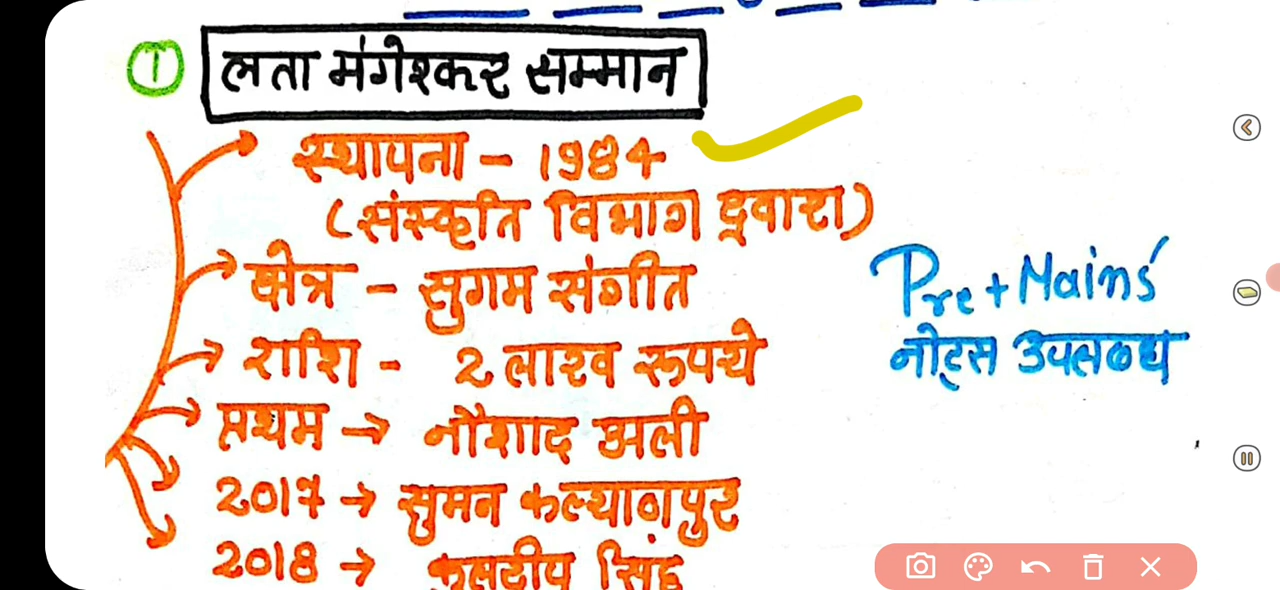 ① लता मंगेशकर सम्मान
स्थापना - 1984
(संस्कृति विभाग द्वारा)
क्षेत्र - सुगम संगीत
राशि - 2 लाख रूपये
प्रथम → नौशाद अली
2017 → सुमन कल्याणपुर
2018 → कुलदीप सिंह
Pre + Mains'
नोट्स उपलब्ध